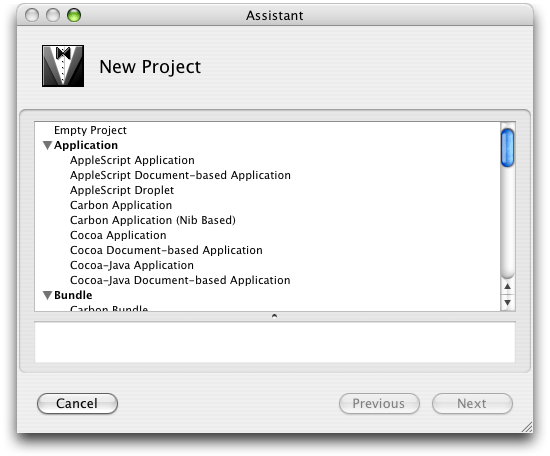 Assistant
New Project
Empty Project
Application
AppleScript Application
AppleScript Document-based Application
AppleScript Droplet
Carbon Application
Carbon Application (Nib Based)
Cocoa Application
Cocoa Document-based Application
Cocoa-Java Application
Cocoa-Java Document-based Application
Bundle
Carbon Bundle
Cancel
Previous
Next